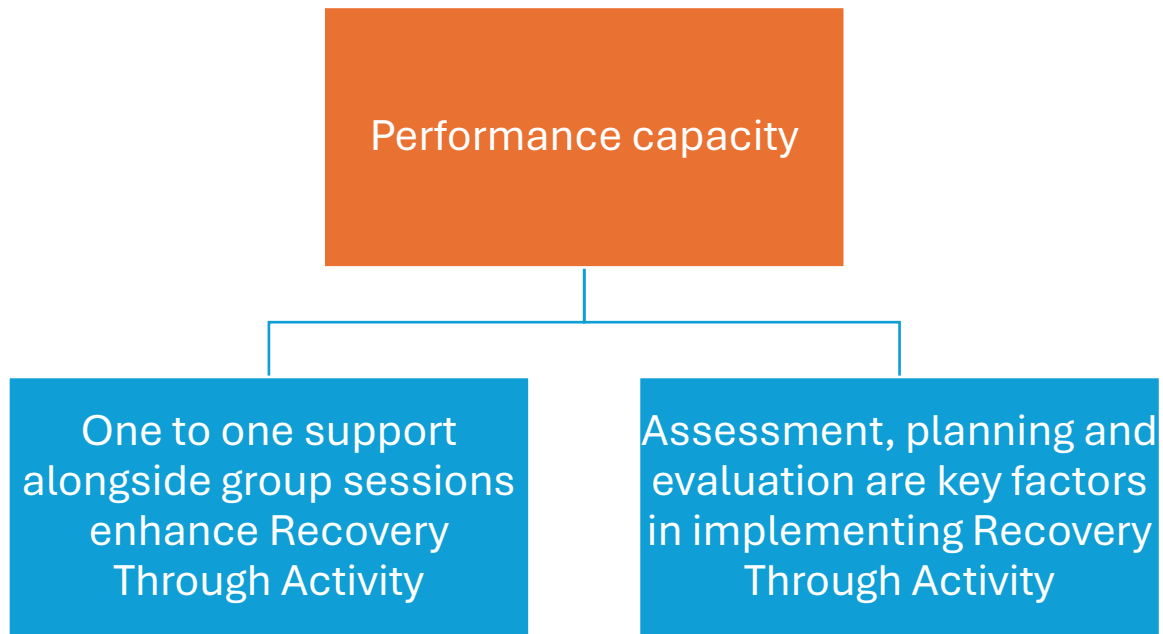 Performance capacity
One to one support
alongside group sessions
enhance Recovery
Through Activity
Assessment, planning and
evaluation are key factors
in implementing Recovery
Through Activity